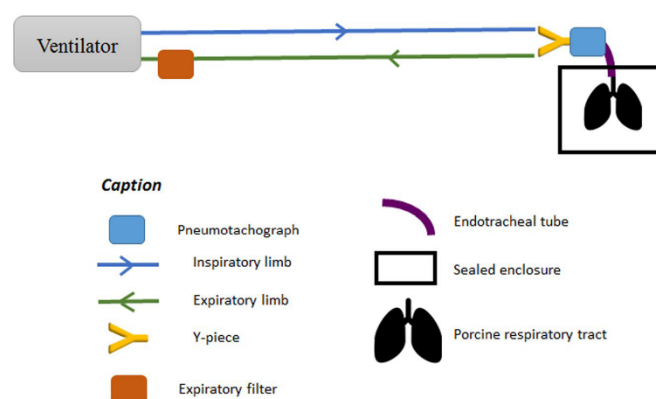 Ventilator
Caption
Pneumotachograph
Inspiratory limb
Expiratory limb
Y-piece
Expiratory filter
Endotracheal tube
Sealed enclosure
Porcine respiratory tract